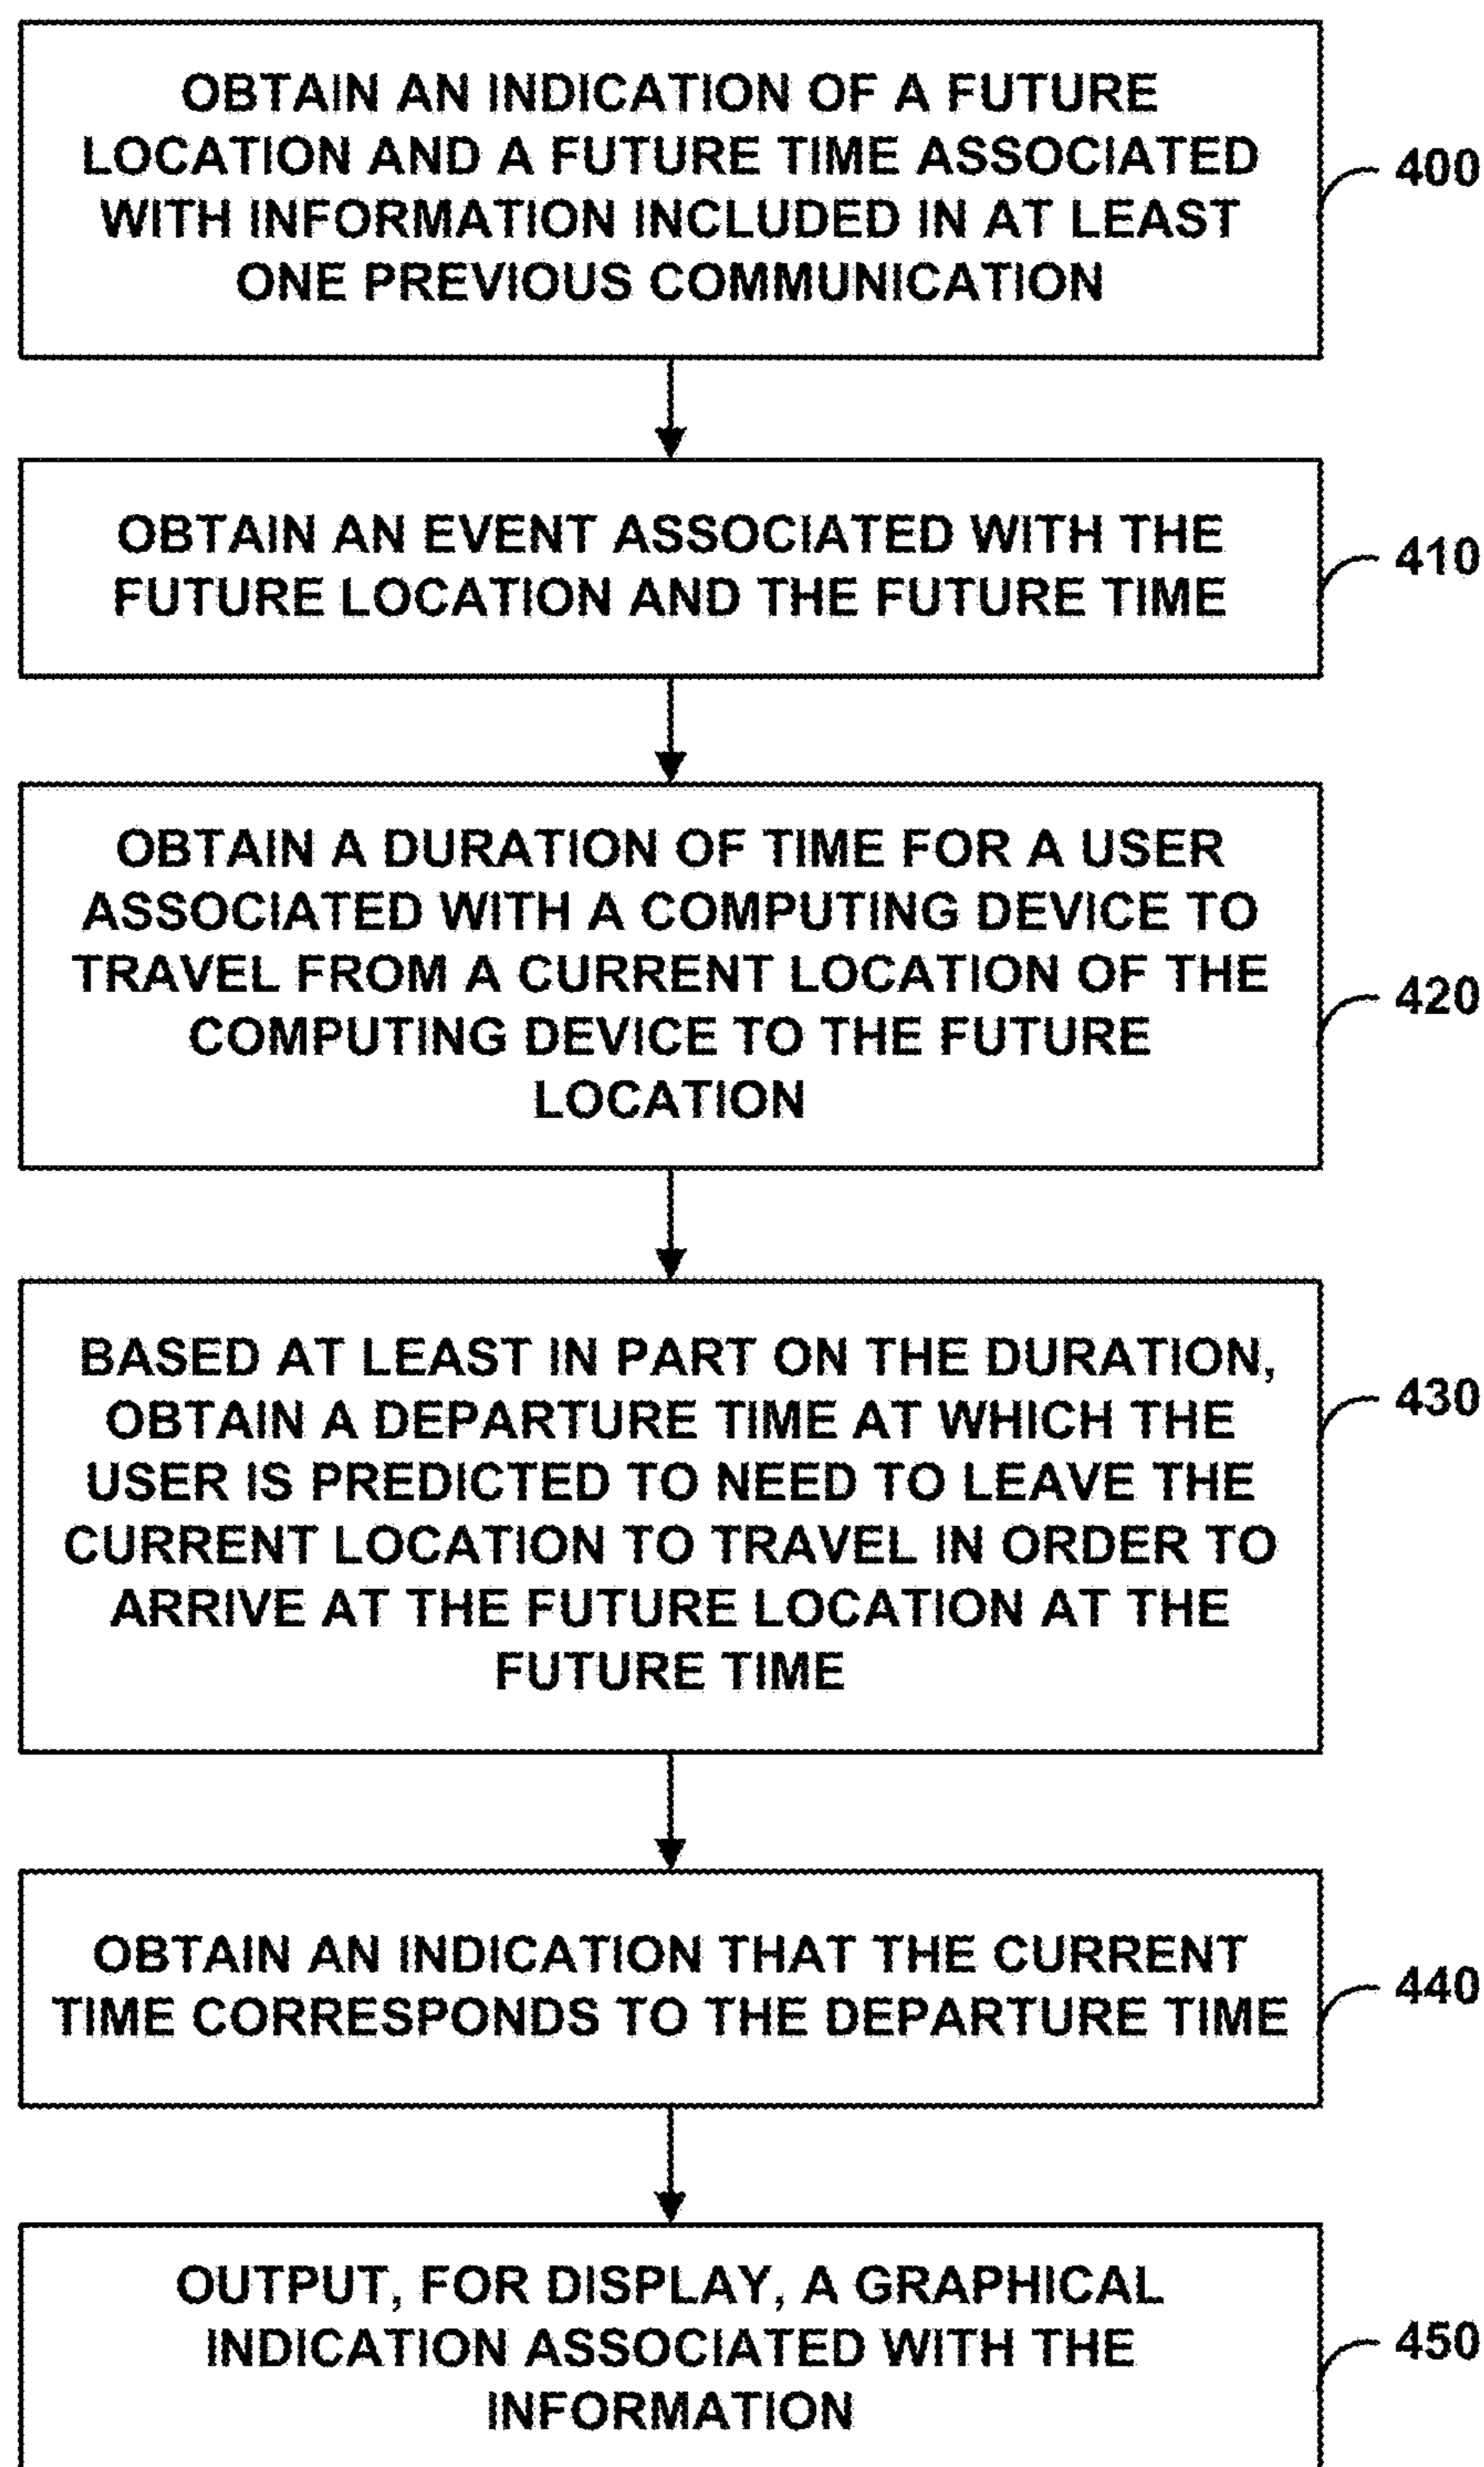 OBTAIN AN INDICATION OF A FUTURE
LOCATION AND A FUTURE TIME ASSOCIATED
WITH INFORMATION INCLUDED IN AT LEAST
ONE PREVIOUS COMMUNICATION
400
OBTAIN AN EVENT ASSOCIATED WITH THE
FUTURE LOCATION AND THE FUTURE TIME
410
OBTAIN A DURATION OF TIME FOR A USER
ASSOCIATED WITH A COMPUTING DEVICE TO
TRAVEL FROM A CURRENT LOCATION OF THE
COMPUTING DEVICE TO THE FUTURE
LOCATION
420
BASED AT LEAST IN PART ON THE DURATION,
OBTAIN A DEPARTURE TIME AT WHICH THE
USER IS PREDICTED TO NEED TO LEAVE THE
CURRENT LOCATION TO TRAVEL IN ORDER TO
ARRIVE AT THE FUTURE LOCATION AT THE
FUTURE TIME
430
OBTAIN AN INDICATION THAT THE CURRENT
TIME CORRESPONDS TO THE DEPARTURE TIME
440
OUTPUT, FOR DISPLAY, A GRAPHICAL
INDICATION ASSOCIATED WITH THE
INFORMATION
450